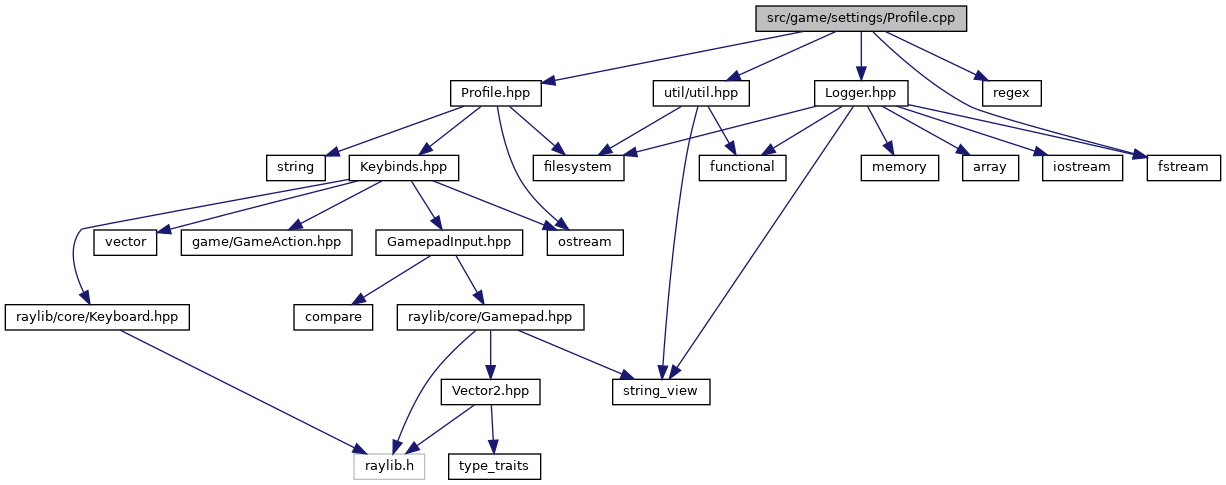 src/game/settings/Profile.cpp
Profile.hpp
util/util.hpp
Logger.hpp
regex
string
Keybinds.hpp
filesystem
functional
memory
array
iostream
fstream
vector
game/GameAction.hpp
GamepadInput.hpp
ostream
raylib/core/Keyboard.hpp
compare
raylib/core/Gamepad.hpp
Vector2.hpp
string_view
raylib.h
type_traits